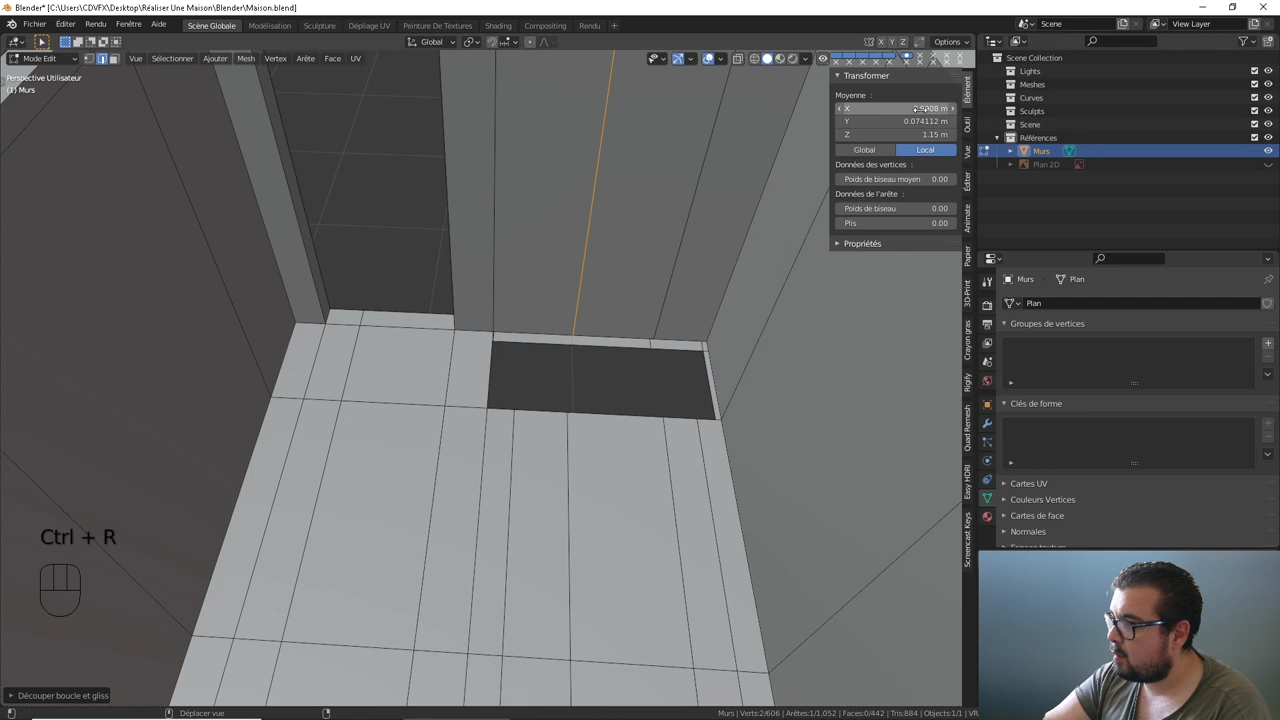 Blender* [C:\Users\CDVFX\Desktop\Réaliser Une Maison\Blender\Maison.blend]
Fichier Éditer Rendu Fenêtre Aide Scène Globale Modélisation Sculpture Dépliage UV Peinture De Textures Shading Compositing Rendu + Scene View Layer
Global X Y Z Options
Mode Edit Vue Sélectionner Ajouter Mesh Vertex Arête Face UV
Perspective Utilisateur
(1) Murs
Transformer
Moyenne :
X
Y 0.074112 m
Z 1.15 m
Global Local
Données des vertices :
Poids de biseau moyen 0.00
Données de l'arête :
Poids de biseau 0.00
Plis 0.00
Propriétés
Élément
Outil
Vue
Éditer
Animate
Papier
3D-Print
Crayon gras
Rigify
Quad Remesh
Easy HDRI
Screencast Keys
Scene Collection
Lights
Meshes
Curves
Sculpts
Scene
Références
Murs
Plan 2D
Murs Plan
Plan
Groupes de vertices
Clés de forme
Cartes UV
Couleurs Vertices
Cartes de face
Normales
Ctrl + R
Découper boucle et gliss
Déplacer vue
Murs | Verts:2/606 | Arêtes:1/1,052 | Faces:0/442 | Tris:884 | Objects:1/1 | VR